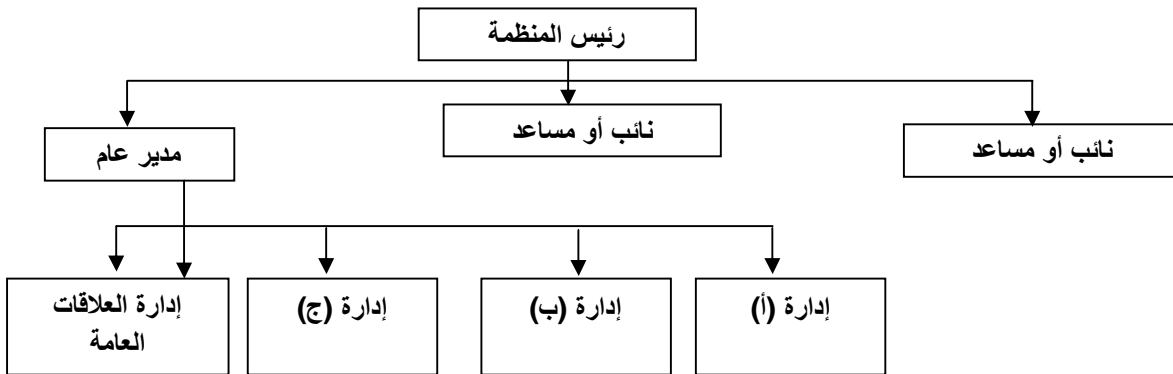 رئيس المنظمة
نائب أو مساعد
نائب أو مساعد
مدير عام
إدارة (أ)
إدارة (ب)
إدارة (ج)
إدارة العلاقات
العامة